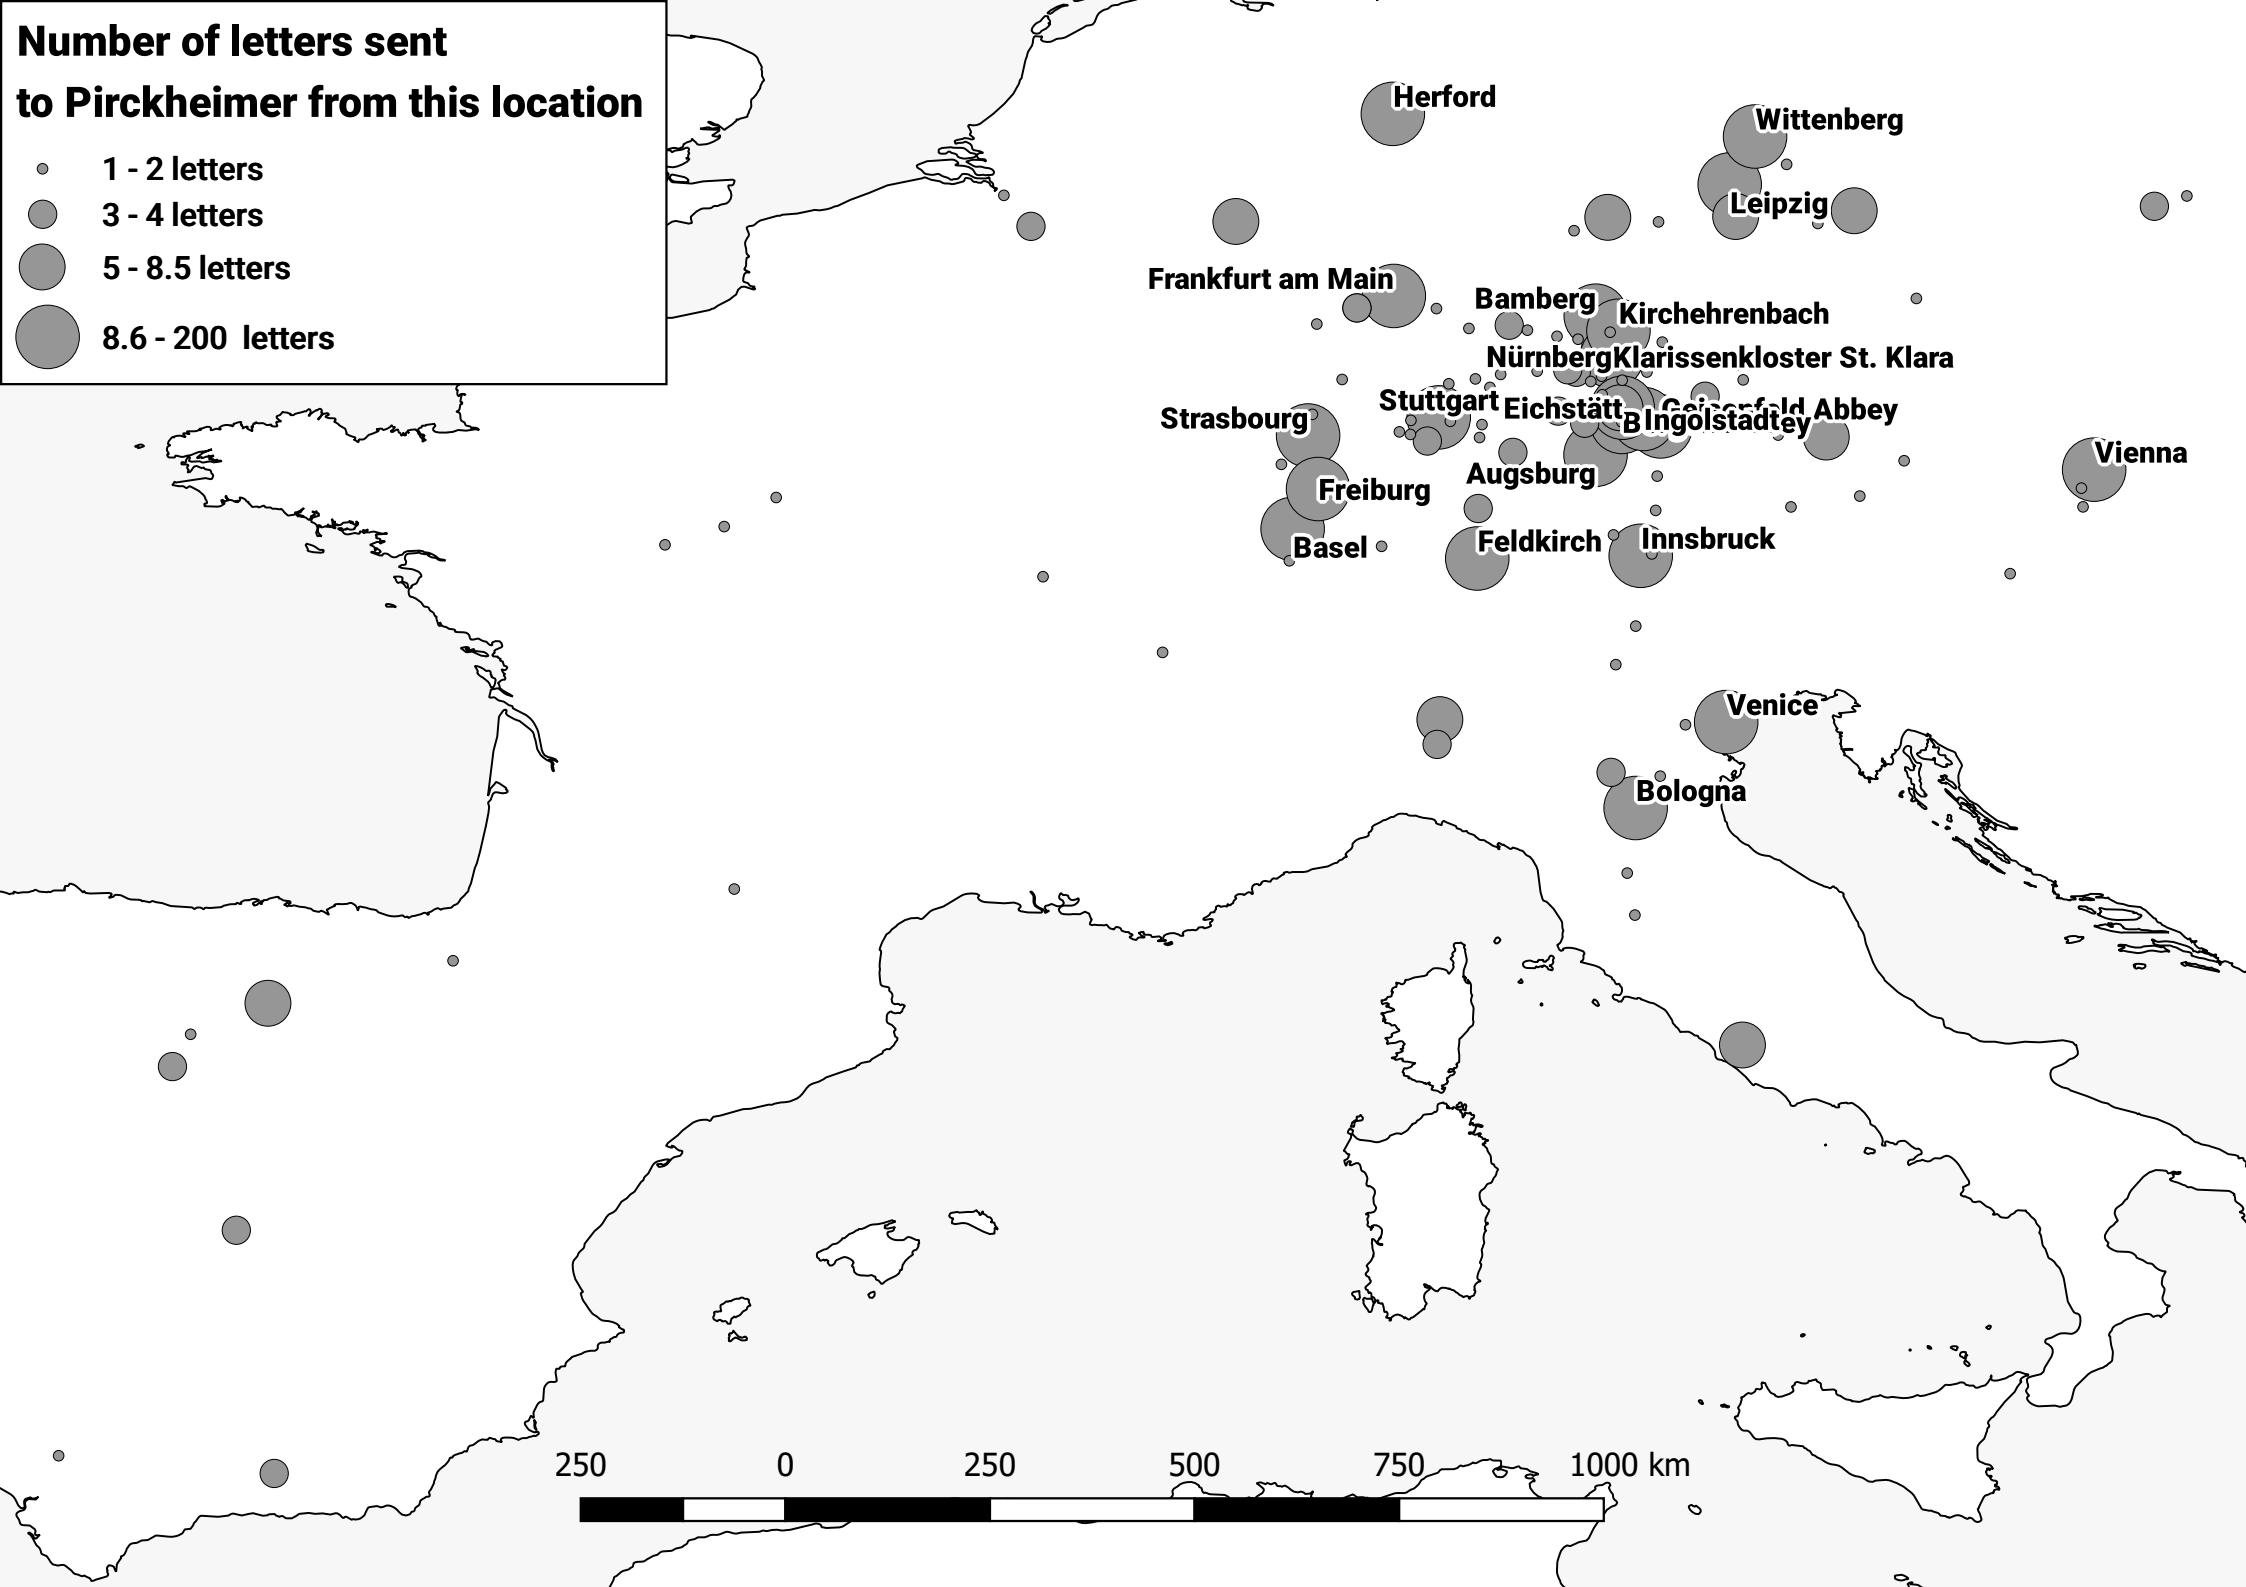 Number of letters sent
to Pirckheimer from this location
1 - 2 letters
3 - 4 letters
5 - 8.5 letters
8.6 - 200 letters
Herford
Wittenberg
Leipzig
Frankfurt am Main
Bamberg
Kirchehrenbach
Nürnberg
Klarissenkloster St. Klara
Stuttgart
Eichstätt
Geisenfeld Abbey
Ingolstadt
Strasbourg
Vienna
Augsburg
Freiburg
Basel
Feldkirch
Innsbruck
Venice
Bologna
250 0 250 500 750 1000 km